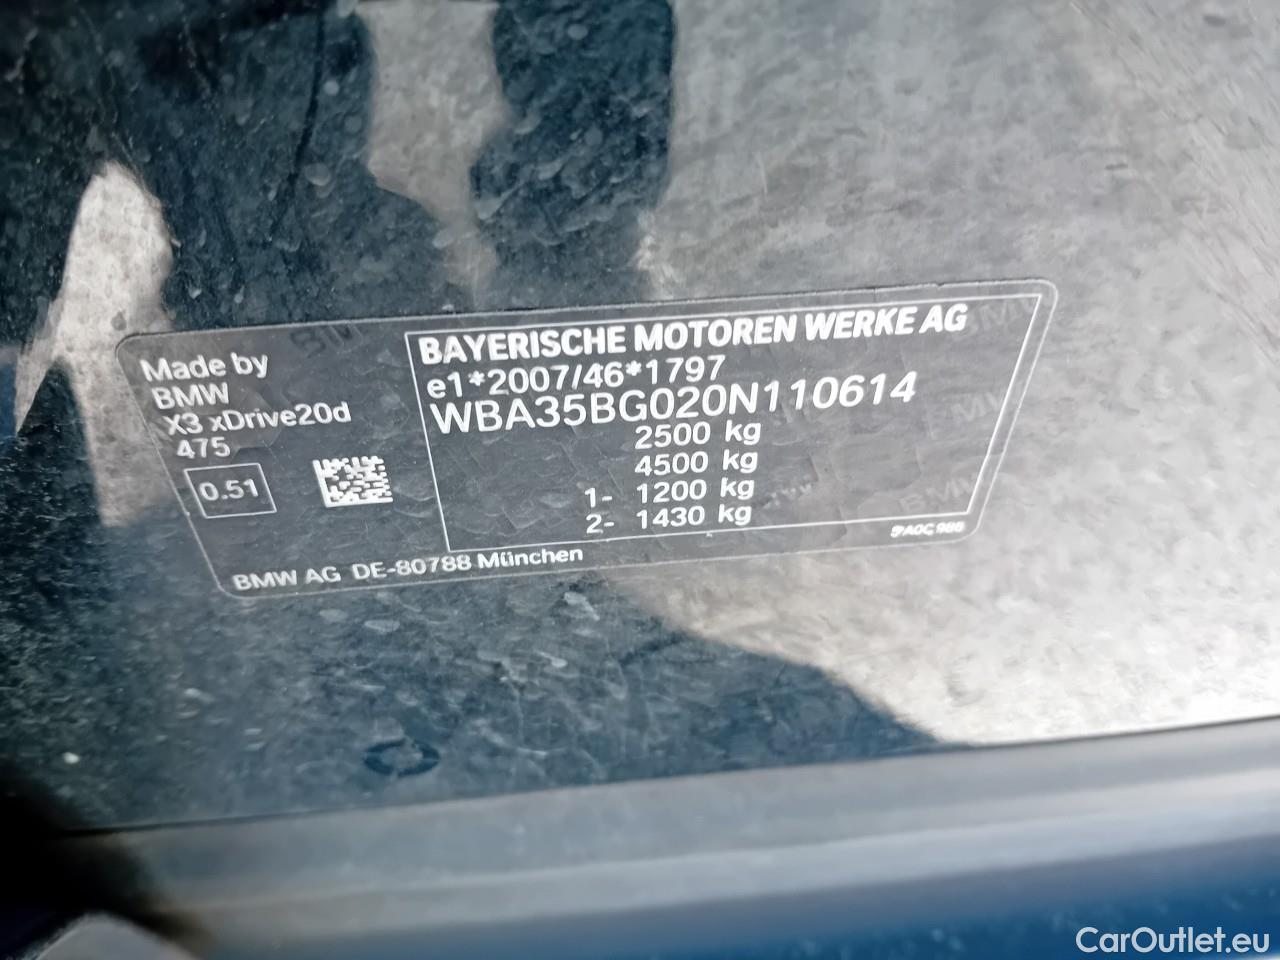 Made by
BMW
X3 xDrive20d
475
0.51
BAYERISCHE MOTOREN WERKE AG
e1*2007/46*1797
WBA35BG020N110614
2500 kg
4500 kg
1- 1200 kg
2- 1430 kg
BMW AG DE-80788 München
CarOutlet.eu